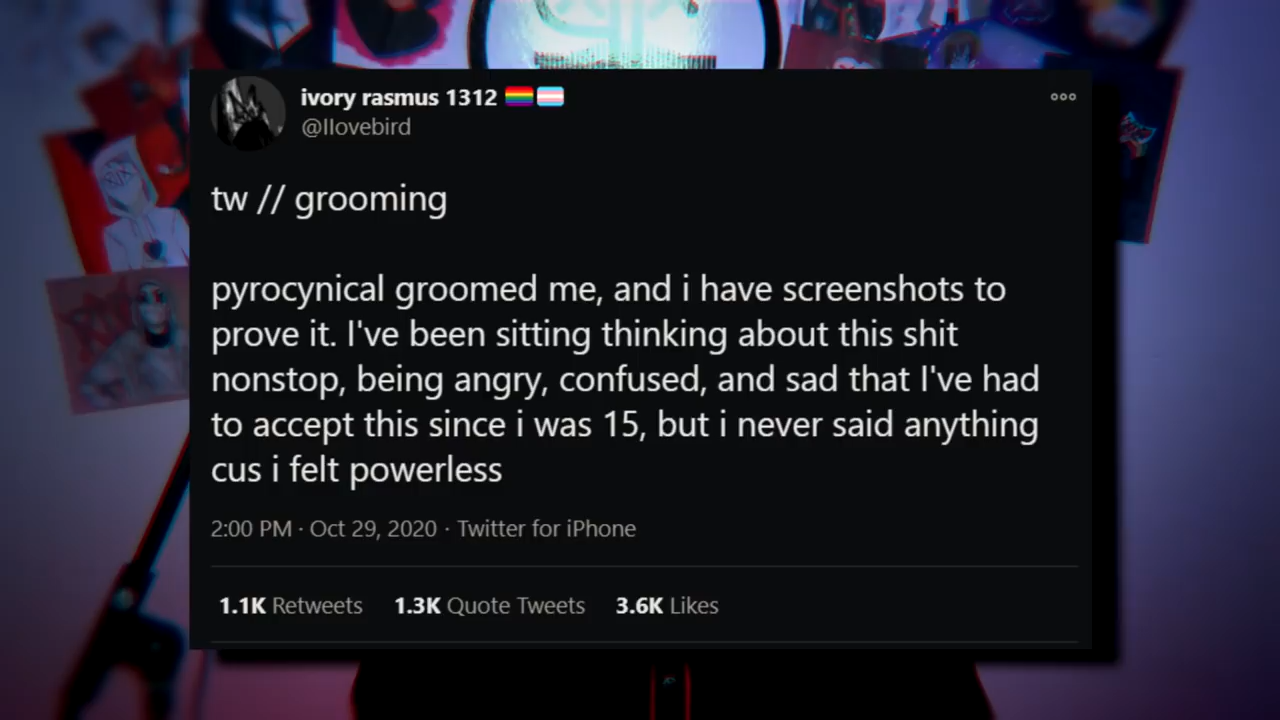 ivory rasmus 1312 🏳️‍🌈🏳️‍⚧️
@IIovebird
tw // grooming
pyrocynical groomed me, and i have screenshots to
prove it. I've been sitting thinking about this shit
nonstop, being angry, confused, and sad that I've had
to accept this since i was 15, but i never said anything
cus i felt powerless
2:00 PM · Oct 29, 2020 · Twitter for iPhone
1.1K Retweets 1.3K Quote Tweets 3.6K Likes